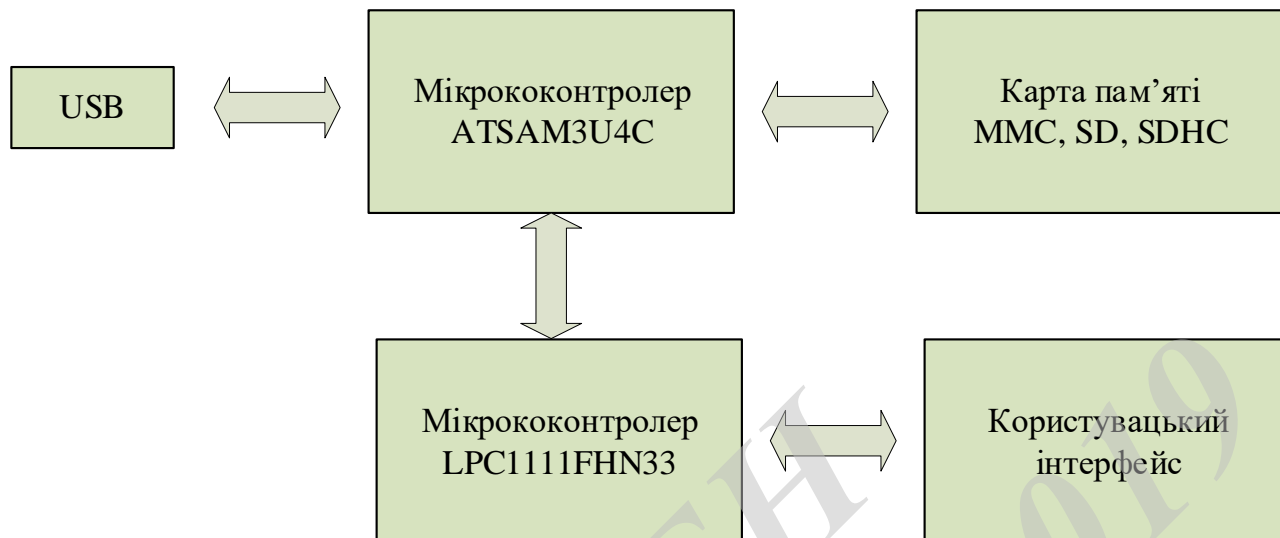 USB
Мікрококонтролер
ATSAM3U4C
Карта пам’яті
MMC, SD, SDHC
Мікрококонтролер
LPC1111FHN33
Користувацький
інтерфейс